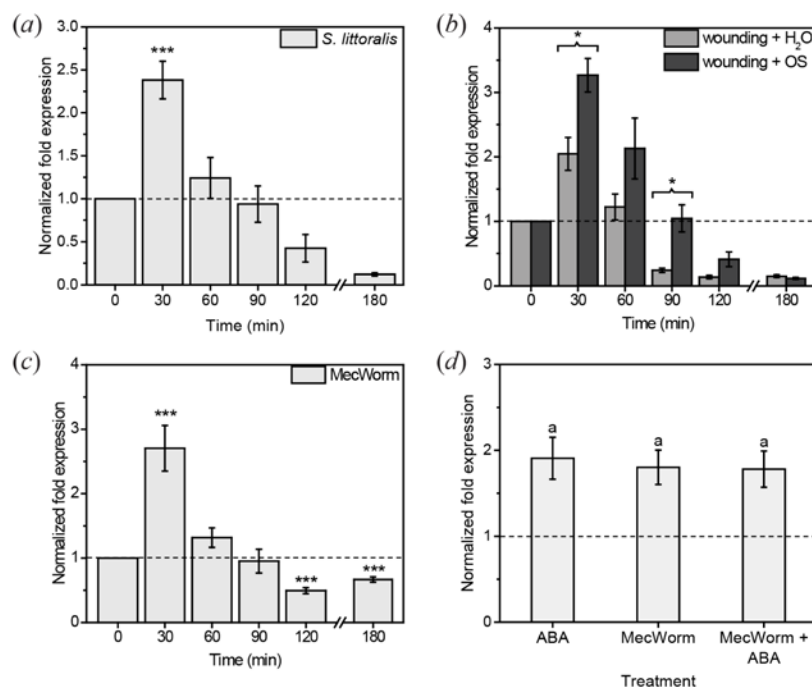 (a)
3.0
2.5
2.0
1.5
1.0
0.5
0.0
Normalized fold expression
***
S. littoralis
0 30 60 90 120 180
Time (min)
(b)
4
3
2
1
0
Normalized fold expression
*
*
wounding + H2O
wounding + OS
0 30 60 90 120 180
Time (min)
(c)
4
3
2
1
0
Normalized fold expression
***
***
***
MecWorm
0 30 60 90 120 180
Time (min)
(d)
3
2
1
0
Normalized fold expression
a a a
ABA MecWorm MecWorm +
ABA
Treatment